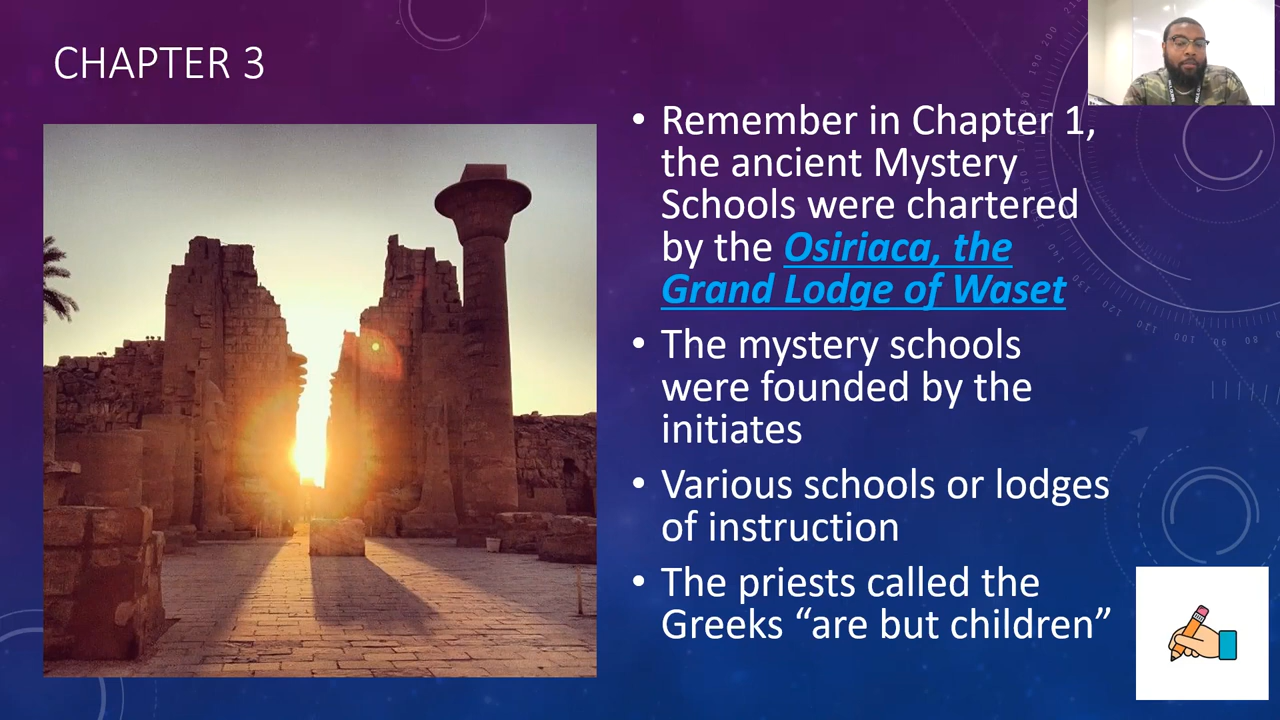 CHAPTER 3
• Remember in Chapter 1,
the ancient Mystery
Schools were chartered
by the Osiriaca, the
Grand Lodge of Waset
• The mystery schools
were founded by the
initiates
• Various schools or lodges
of instruction
• The priests called the
Greeks “are but children”